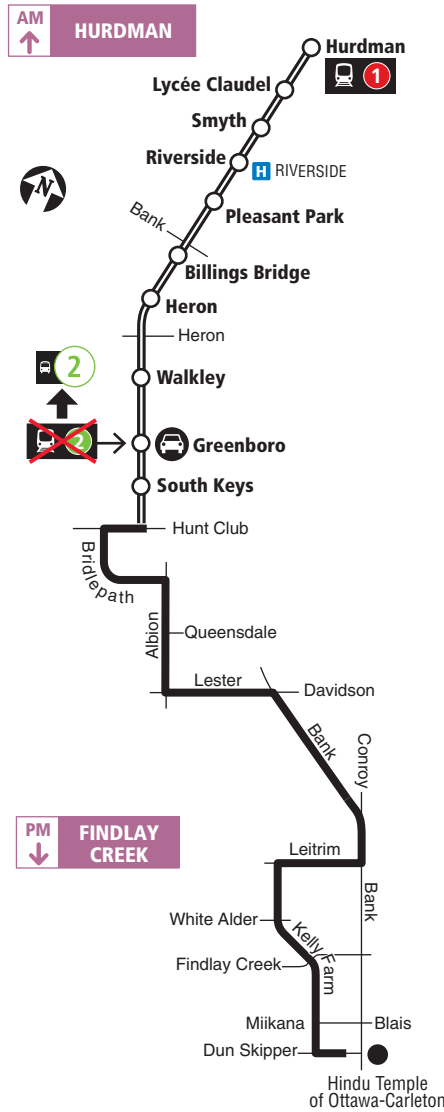 AM
HURDMAN
Hurdman
1
Lycée Claudel
Smyth
Riverside
H RIVERSIDE
N
Pleasant Park
Bank
Billings Bridge
Heron
Heron
2
Walkley
2
Greenboro
South Keys
Hunt Club
Bridlepath
Albion
Queensdale
Lester
Davidson
Bank
Conroy
PM
FINDLAY
CREEK
Leitrim
Bank
White Alder
Kelly Farm
Findlay Creek
Miikana
Blais
Dun Skipper
Hindu Temple
of Ottawa-Carleton